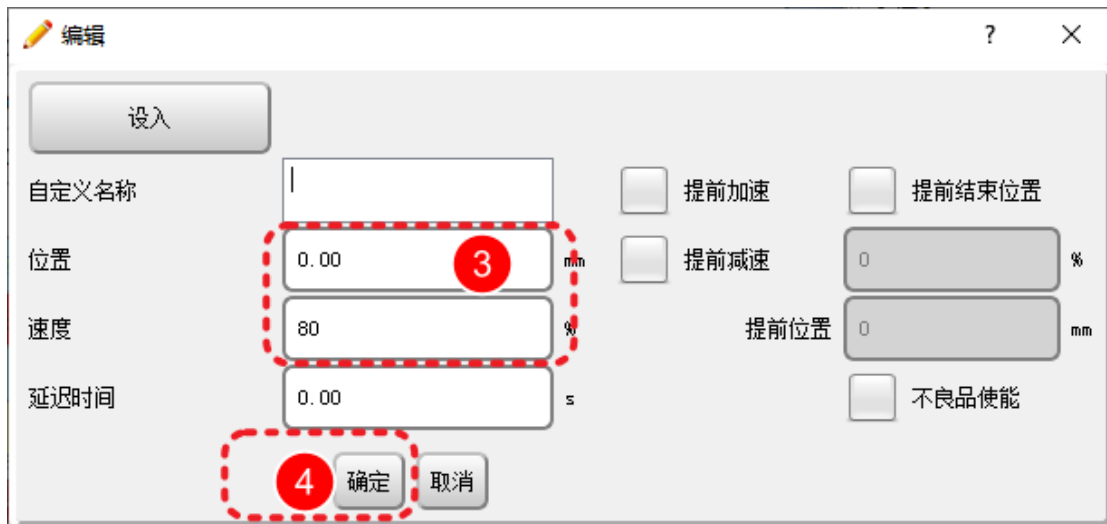 编辑 ?
设入
自定义名称 提前加速 提前结束位置
位置 0.00 3 mm 提前减速 0 %
速度 80 % 提前位置 0 mm
延迟时间 0.00 s 不良品使能
4 确定 取消